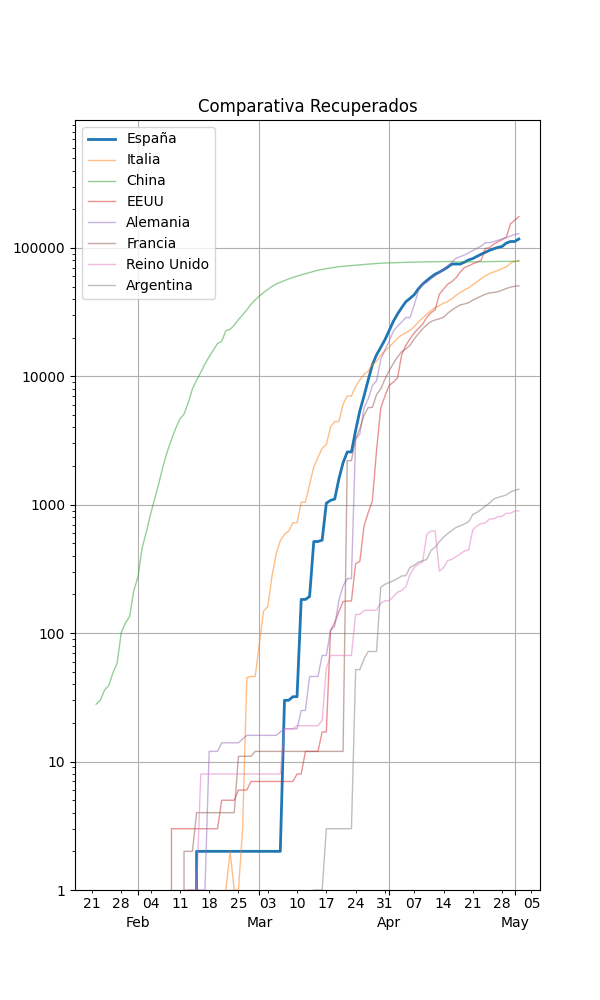 Comparativa Recuperados
España
Italia
China
EEUU
Alemania
Francia
Reino Unido
Argentina
100000
10000
1000
100
10
1
21 28 04 11 18 25 03 10 17 24 31 07 14 21 28 05
Feb Mar Apr May